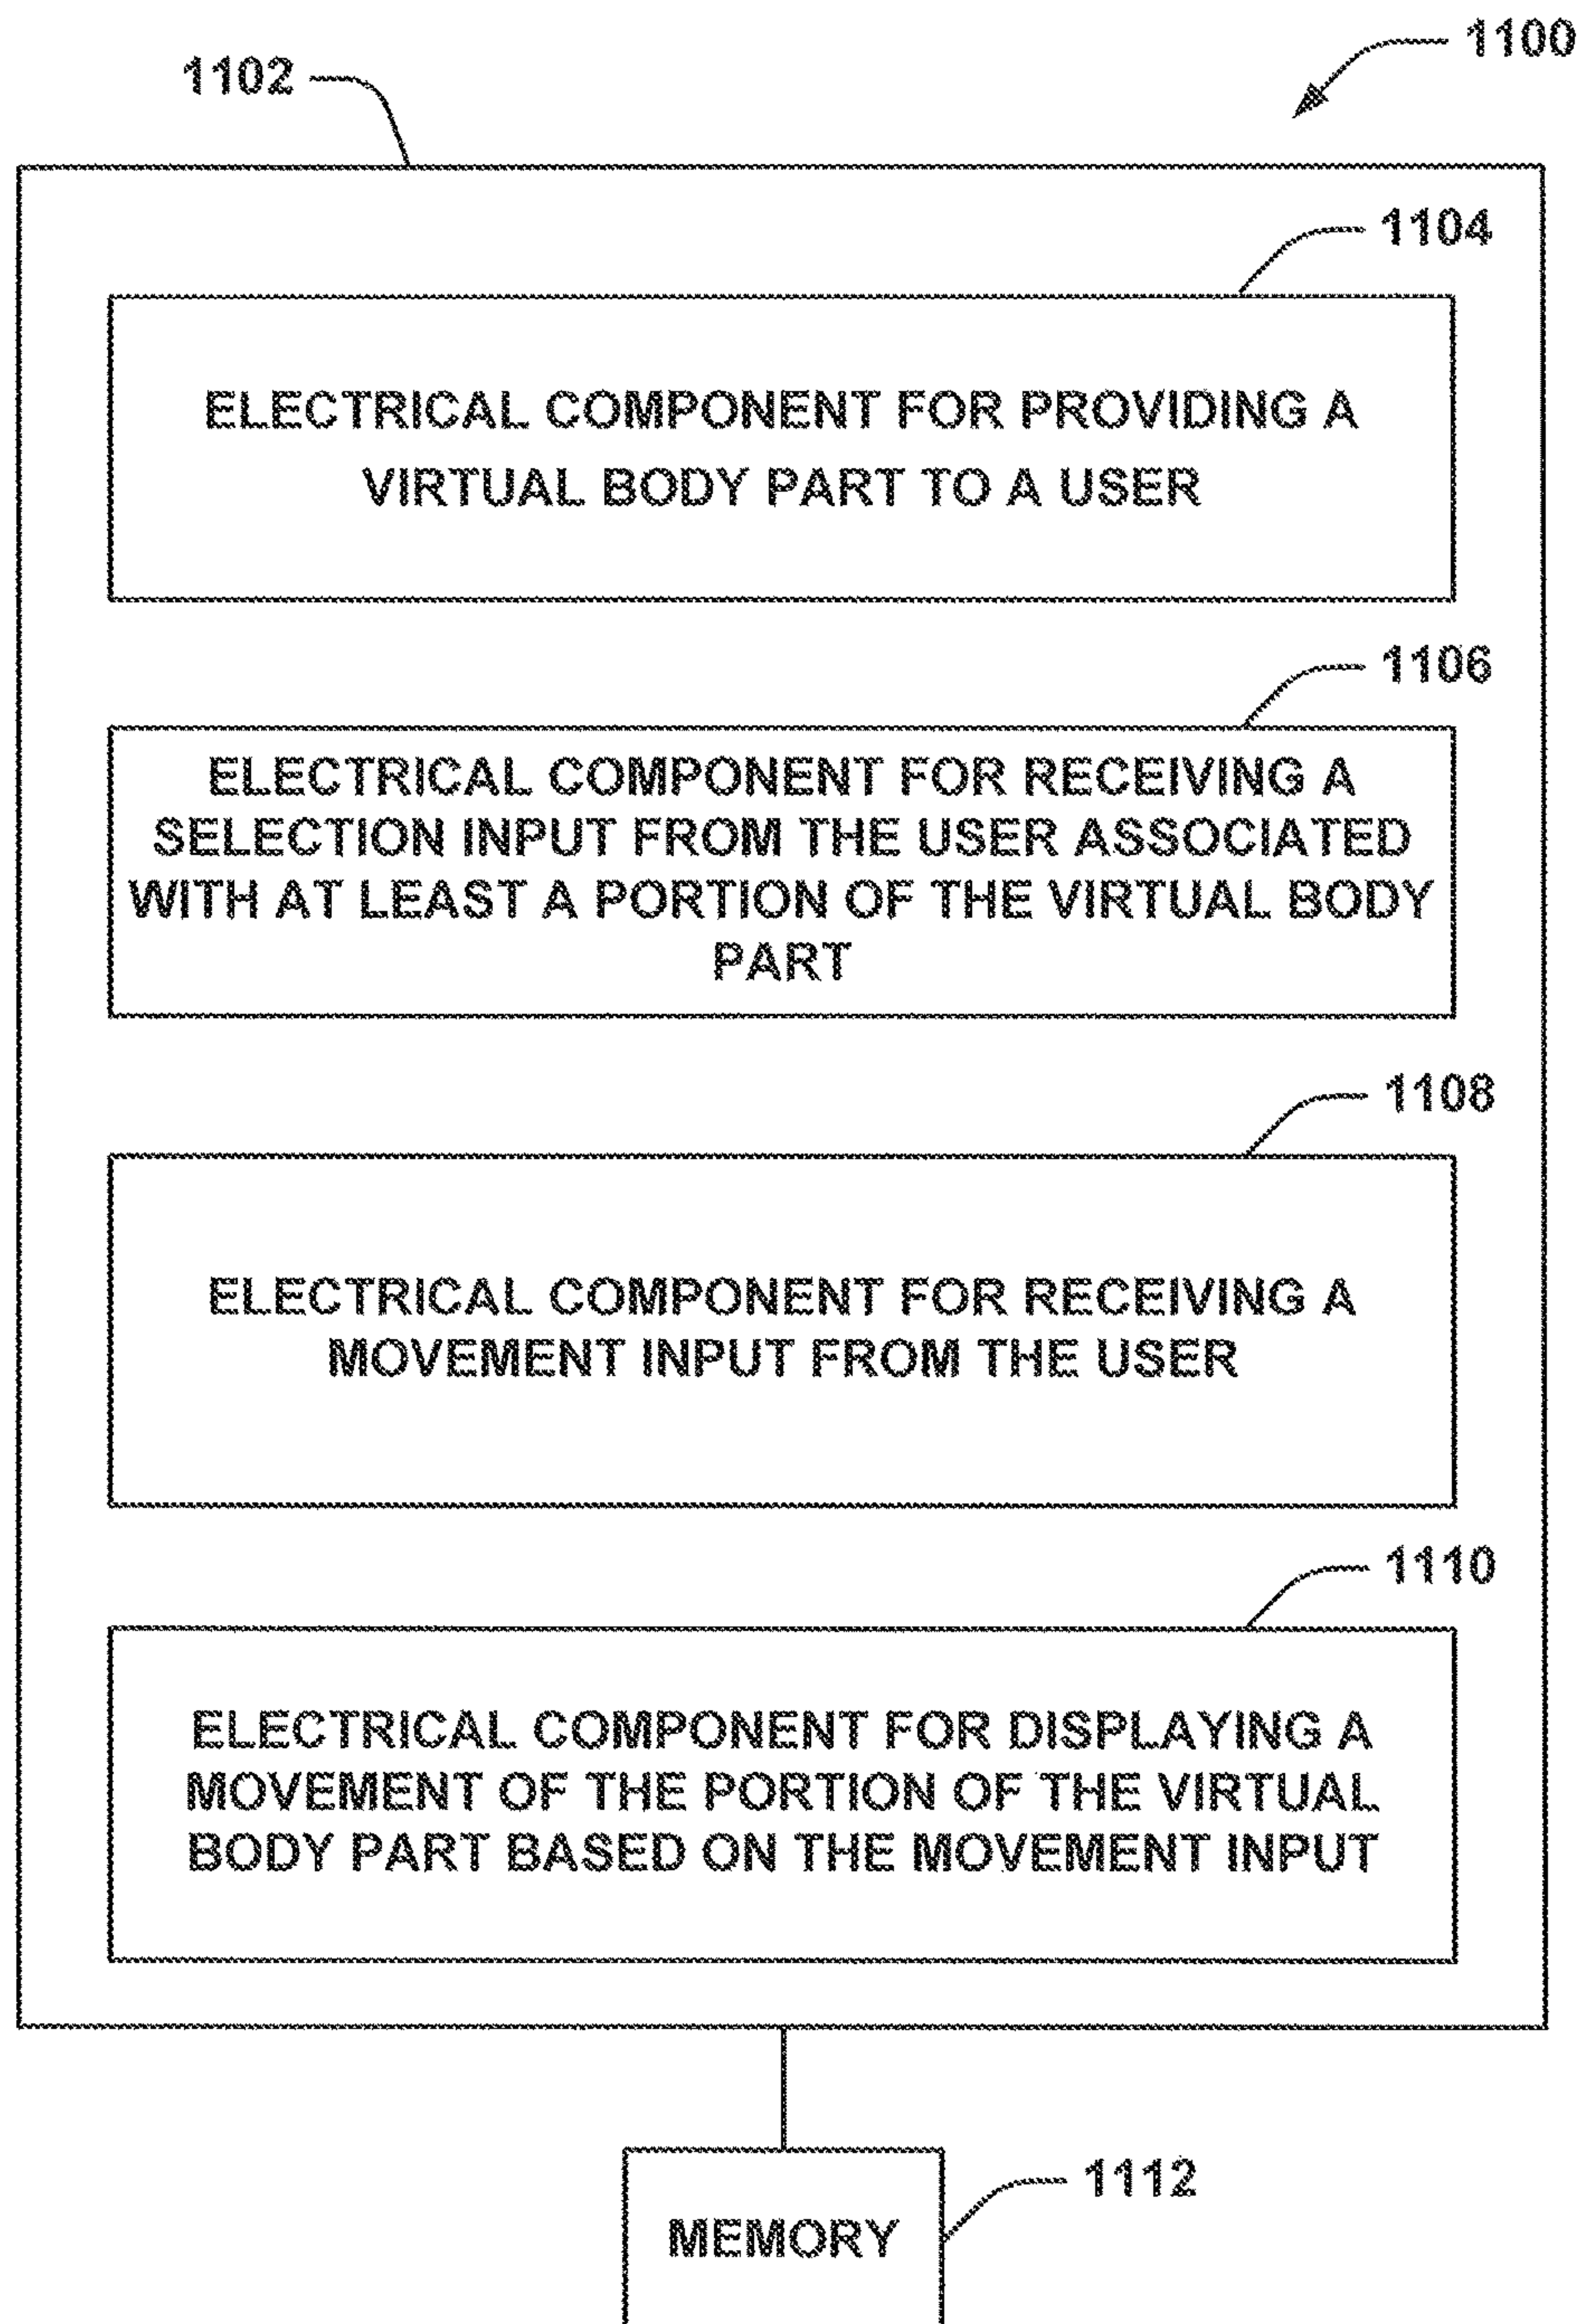 1100
1102
1104
ELECTRICAL COMPONENT FOR PROVIDING A
VIRTUAL BODY PART TO A USER
1106
ELECTRICAL COMPONENT FOR RECEIVING A
SELECTION INPUT FROM THE USER ASSOCIATED
WITH AT LEAST A PORTION OF THE VIRTUAL BODY
PART
1108
ELECTRICAL COMPONENT FOR RECEIVING A
MOVEMENT INPUT FROM THE USER
1110
ELECTRICAL COMPONENT FOR DISPLAYING A
MOVEMENT OF THE PORTION OF THE VIRTUAL
BODY PART BASED ON THE MOVEMENT INPUT
1112
MEMORY